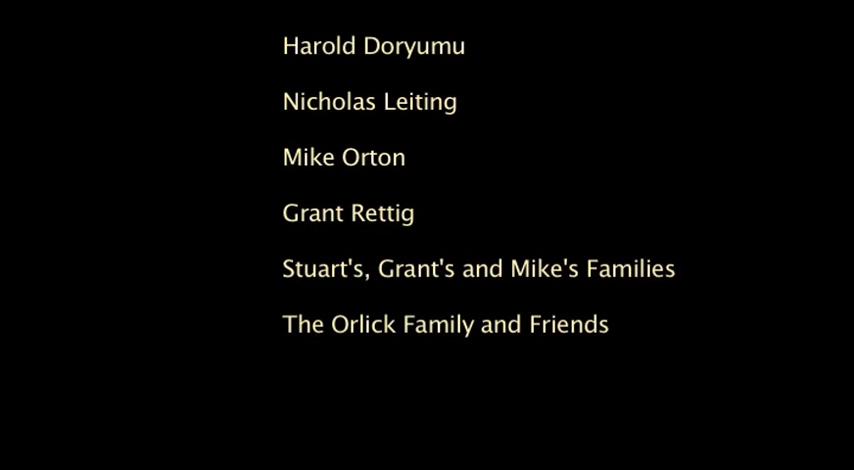 Harold Doryumu
Nicholas Leiting
Mike Orton
Grant Rettig
Stuart's, Grant's and Mike's Families
The Orlick Family and Friends